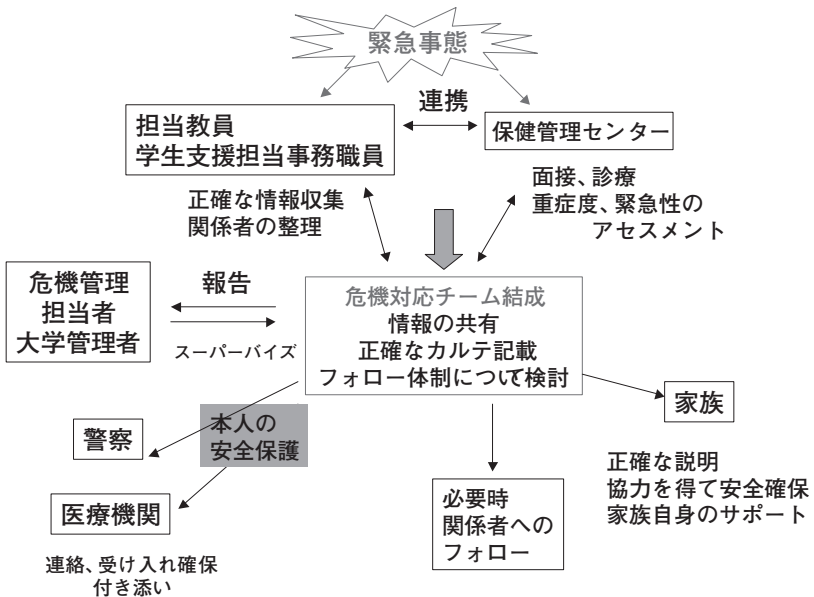 緊急事態
連携
担当教員
学生支援担当事務職員
保健管理センター
正確な情報収集
関係者の整理
面接、診療
重症度、緊急性の
アセスメント
危機管理
担当者
大学管理者
報告
スーパーバイズ
危機対応チーム結成
情報の共有
正確なカルテ記載
フォロー体制について検討
家族
正確な説明
協力を得て安全確保
家族自身のサポート
本人の
安全保護
警察
医療機関
連絡、受け入れ確保
付き添い
必要時
関係者への
フォロー